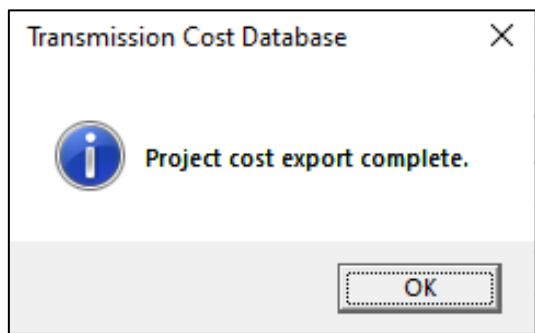 Transmission Cost Database
Project cost export complete.
OK